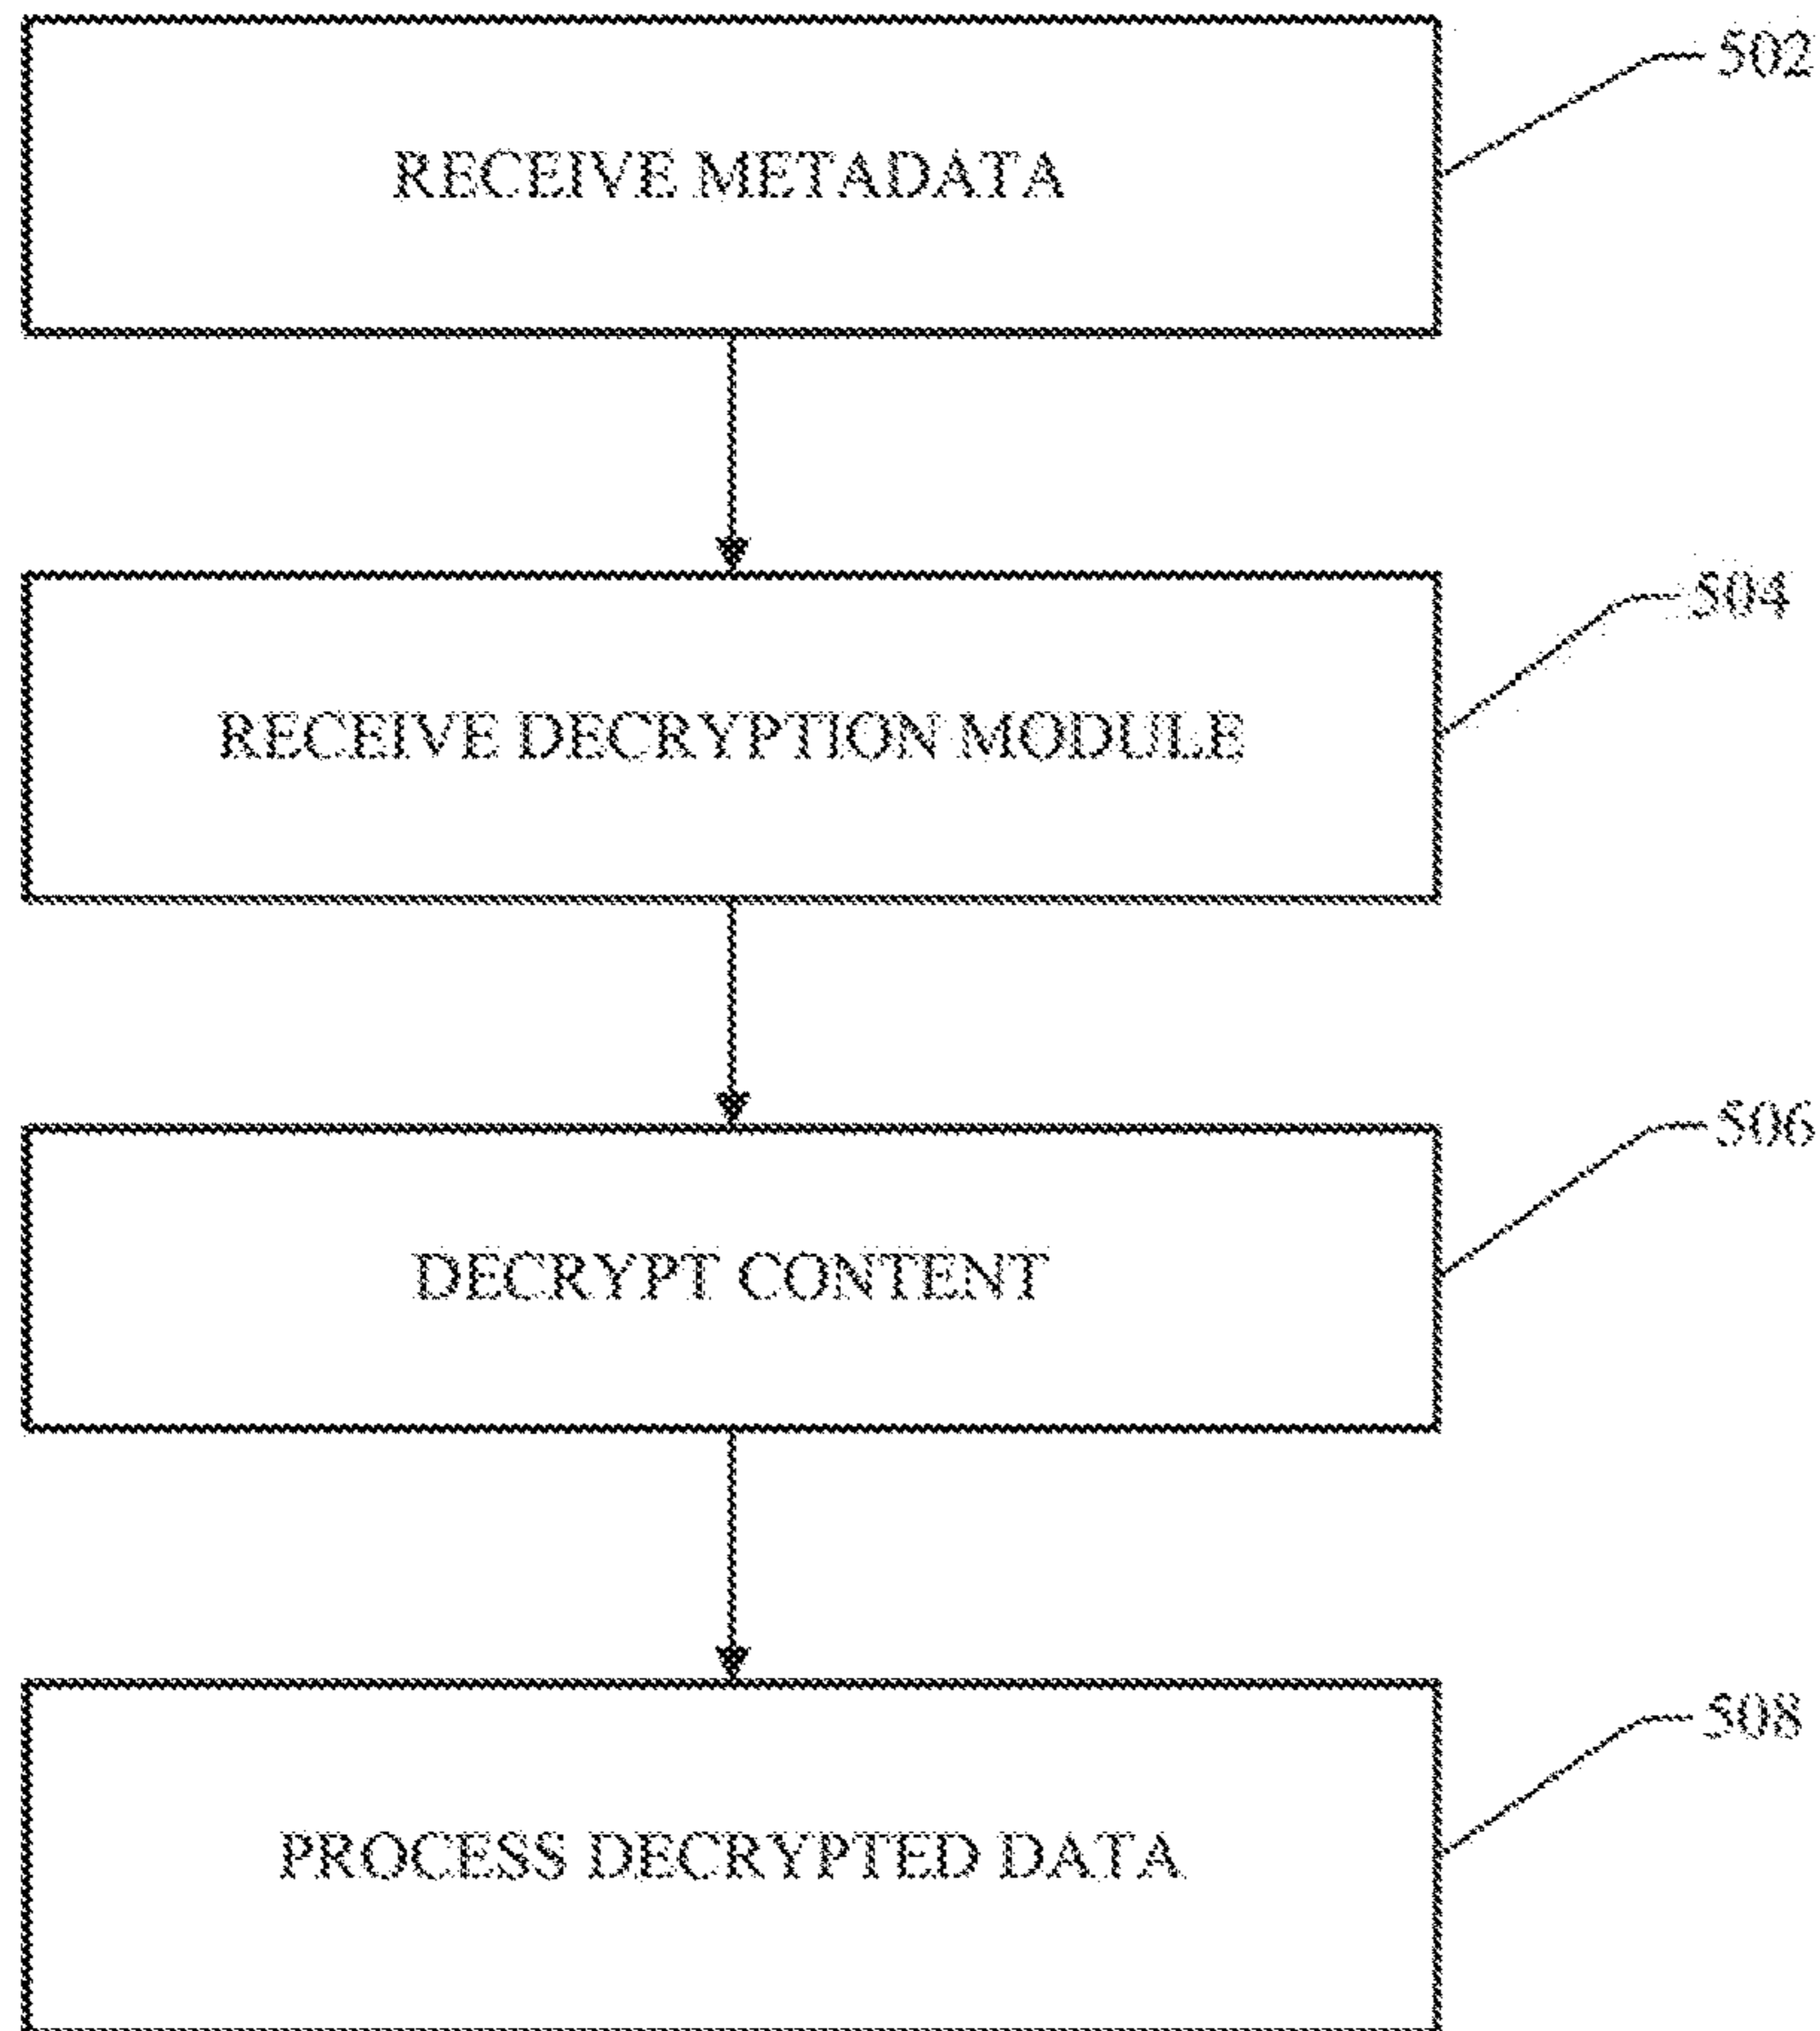 502
RECEIVE METADATA
504
RECEIVE DECRYPTION MODULE
506
DECRYPT CONTENT
508
PROCESS DECRYPTED DATA